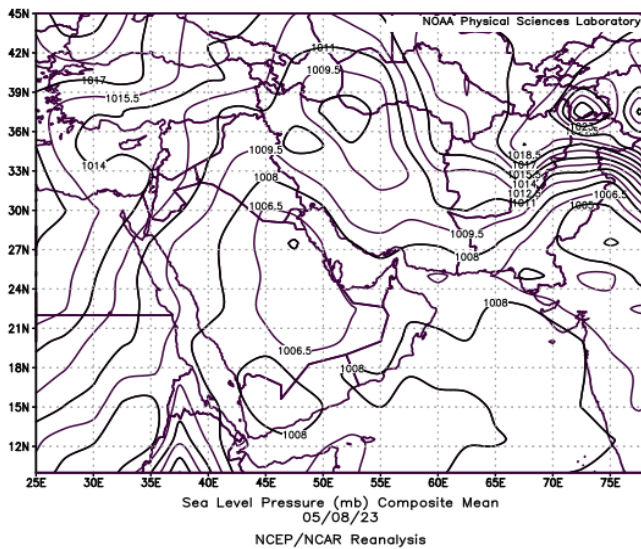 NOAA Physical Sciences Laboratory
45N
42N
39N
36N
33N
30N
27N
24N
21N
18N
15N
12N
1011
1009.5
1017
1015.5
1014
1009.5
1008
1006.5
1023
1018.5
1017
1015.5
1014
1012.5
1011
1006.5
1005
1009.5
1008
1008
1006.5
1008
1008
25E 30E 35E 40E 45E 50E 55E 60E 65E 70E 75E
Sea Level Pressure (mb) Composite Mean
05/08/23
NCEP/NCAR Reanalysis